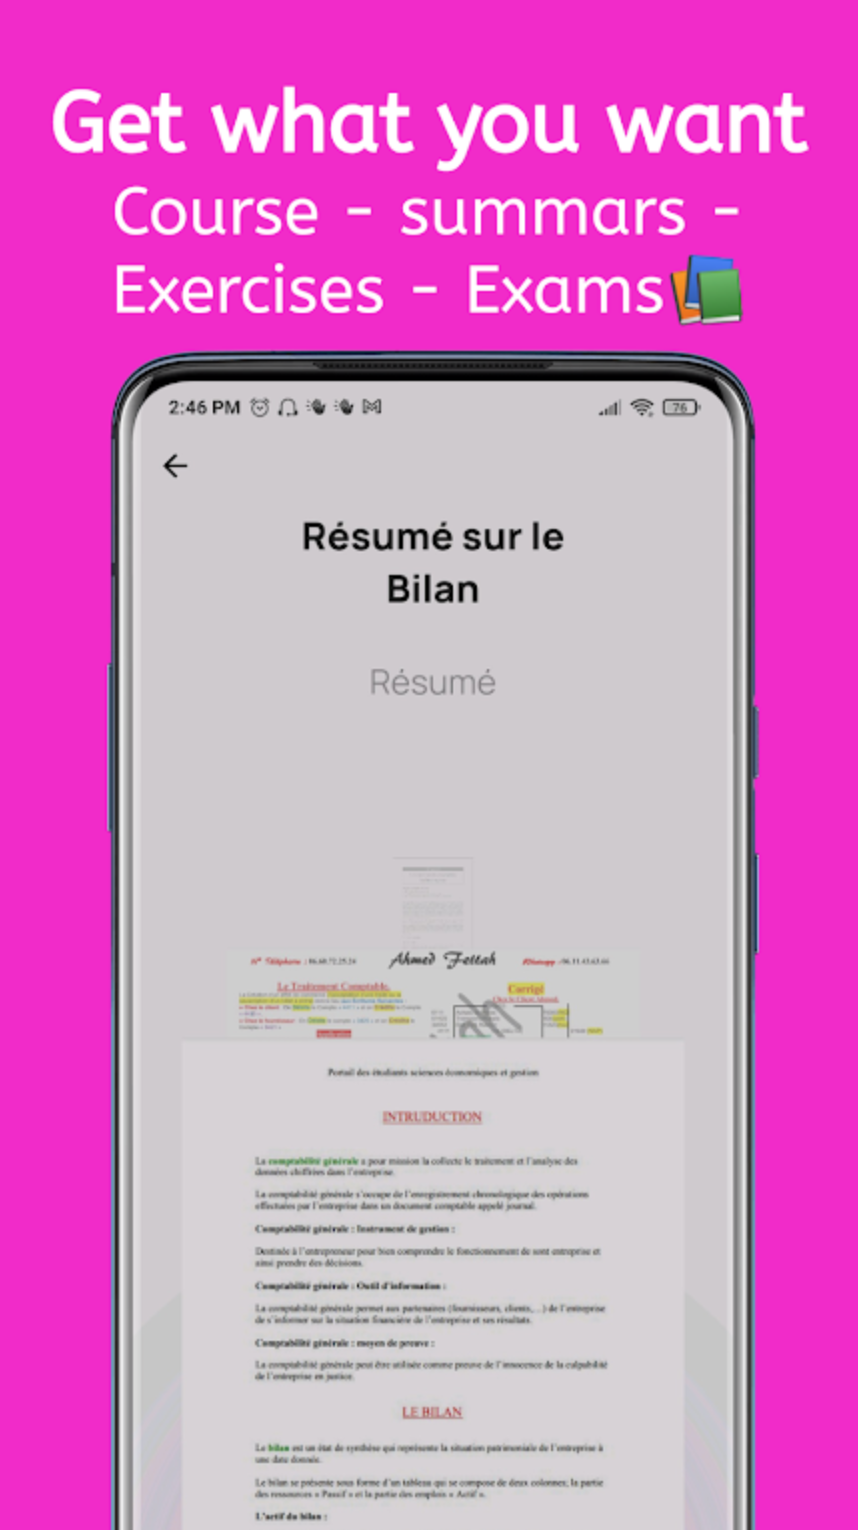 Get what you want
Course - summars -
Exercises - Exams
2:46 PM
76
Résumé sur le
Bilan
Résumé
N° Téléphone : 06.60.72.25.24
Ahmed Fettah
Whatsapp
Le Traitement Comptable.
Corrigé
Portail des étudiants sciences économiques et gestion
INTRUDUCTION
La comptabilité générale a pour mission la collecte le traitement et l'analyse des
données chiffrées dans l'entreprise.
La comptabilité générale s'occupe de l'enregistrement chronologique des opérations
effectuées par l'entreprise dans un document comptable appelé journal.
Comptabilité générale : Instrument de gestion :
Destinée à l'entrepreneur pour bien comprendre le fonctionnement de sont entreprise et
ainsi prendre des décisions.
Comptabilité générale : Outil d'information :
La comptabilité générale permet aux partenaires (fournisseurs, clients,…) de l'entreprise
de s'informer sur la situation financière de l'entreprise et ses résultats.
Comptabilité générale : moyen de preuve :
La comptabilité générale peut être utilisée comme preuve de l'innocence de la culpabilité
de l'entreprise en justice.
LE BILAN
Le bilan est un état de synthèse qui représente la situation patrimoniale de l'entreprise à
une date donnée.
Le bilan se présente sous forme d'un tableau qui se compose de deux colonnes; la partie
des ressources « Passif » et la partie des emplois « Actif ».
L'actif du bilan :